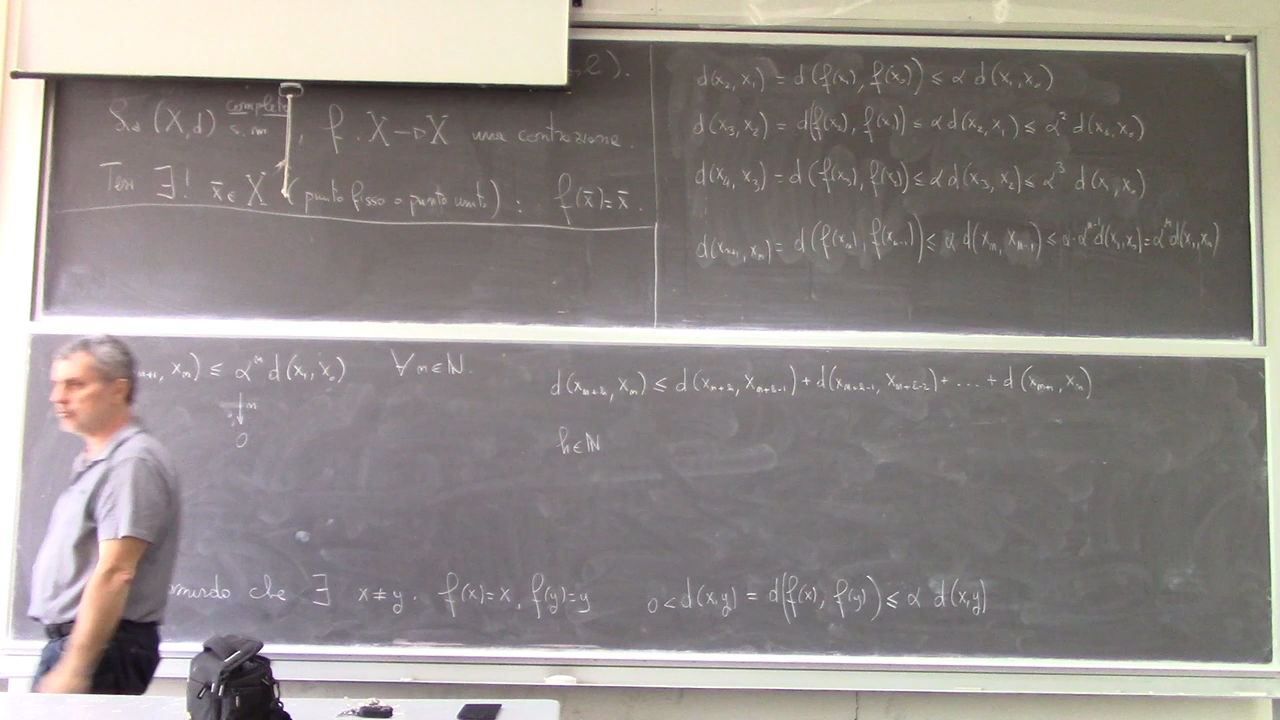 , e).
completo
Sia (X,d) s.m., f: X → X una contrazione.
Teor ∃! x̄ ∈ X (punto fisso o punto unito) : f(x̄) = x̄.
d(x₂, x₁) = d(f(x₁), f(x₀)) ≤ α d(x₁, x₀)
d(x₃, x₂) = d(f(x₂), f(x₁)) ≤ α d(x₂, x₁) ≤ α² d(x₁, x₀)
d(x₄, x₃) = d(f(x₃), f(x₂)) ≤ α d(x₃, x₂) ≤ α³ d(x₁, x₀)
d(xₙ₊₁, xₙ) = d(f(xₙ), f(xₙ₋₁)) ≤ α d(xₙ, xₙ₋₁) ≤ α·αⁿ⁻¹ d(x₁, x₀) = αⁿ d(x₁, x₀)
ₙ₊₁, xₙ) ≤ αⁿ d(x₁, x₀) ∀ n ∈ ℕ.
↓ n
0
d(xₙ₊ₕ, xₙ) ≤ d(xₙ₊ₕ, xₙ₊ₕ₋₁) + d(xₙ₊ₕ₋₁, xₙ₊ₕ₋₂) + ... + d(xₙ₊₁, xₙ)
h ∈ ℕ
che ∃ x ≠ y . f(x) = x, f(y) = y 0 < d(x,y) = d(f(x), f(y)) ≤ α d(x,y)